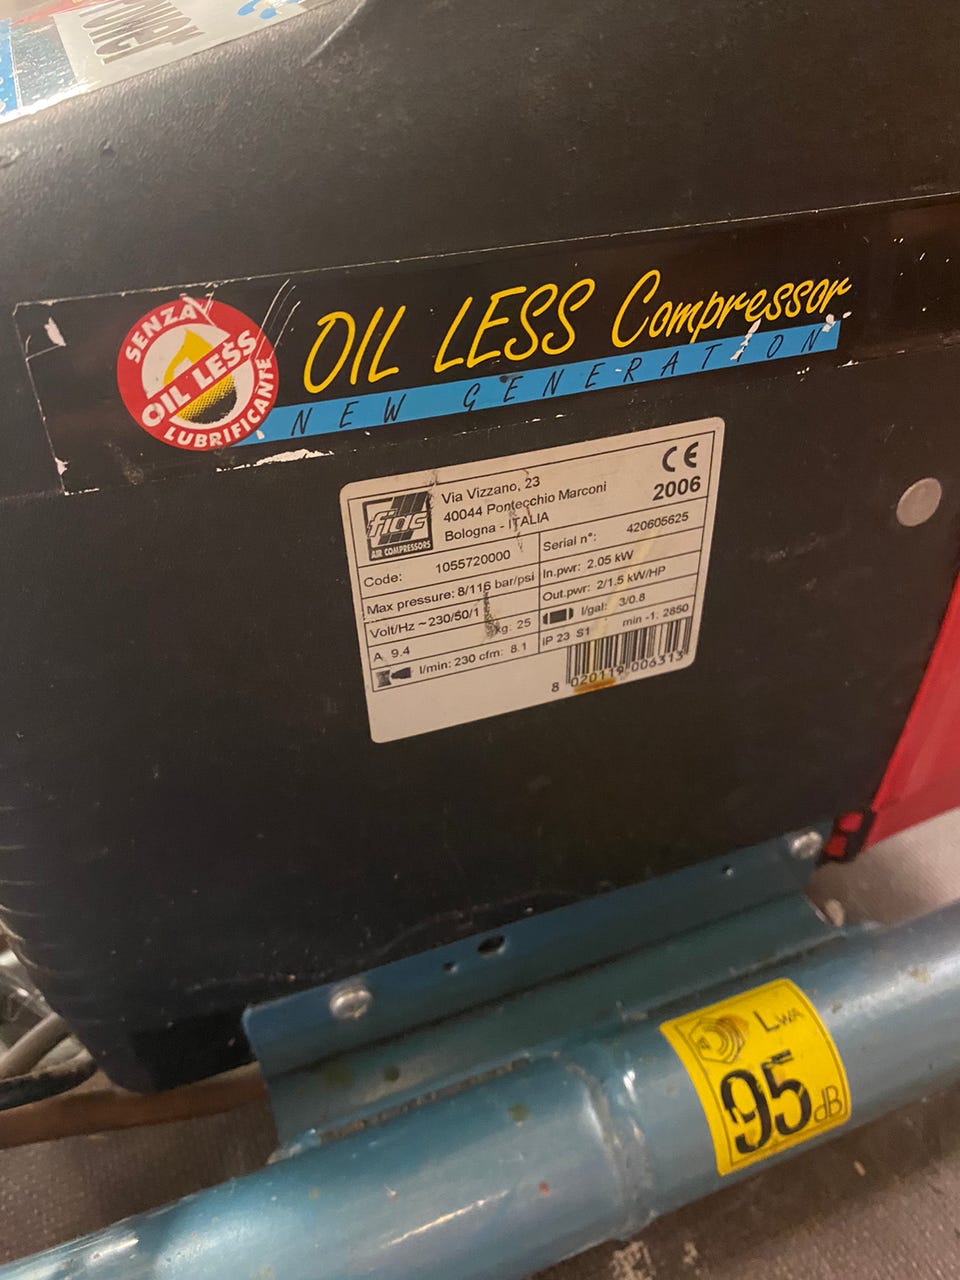 SENZA
OIL LESS
LUBRIFICANTE
OIL LESS Compressor
NEW GENERATION
fiac
AIR COMPRESSORS
Via Vizzano, 23
40044 Pontecchio Marconi
Bologna - ITALIA
CE
2006
Code: 1055720000
Serial n°: 420605625
Max pressure: 8/116 bar/psi
In.pwr: 2.05 kW
Volt/Hz ~ 230/50/1
Out.pwr: 2/1.5 kW/HP
A 9.4
kg: 25
l/gal: 3/0.8
l/min: 230 cfm: 8.1
IP 23 S1
min -1: 2850
8 020119 006313
LWA
95 dB